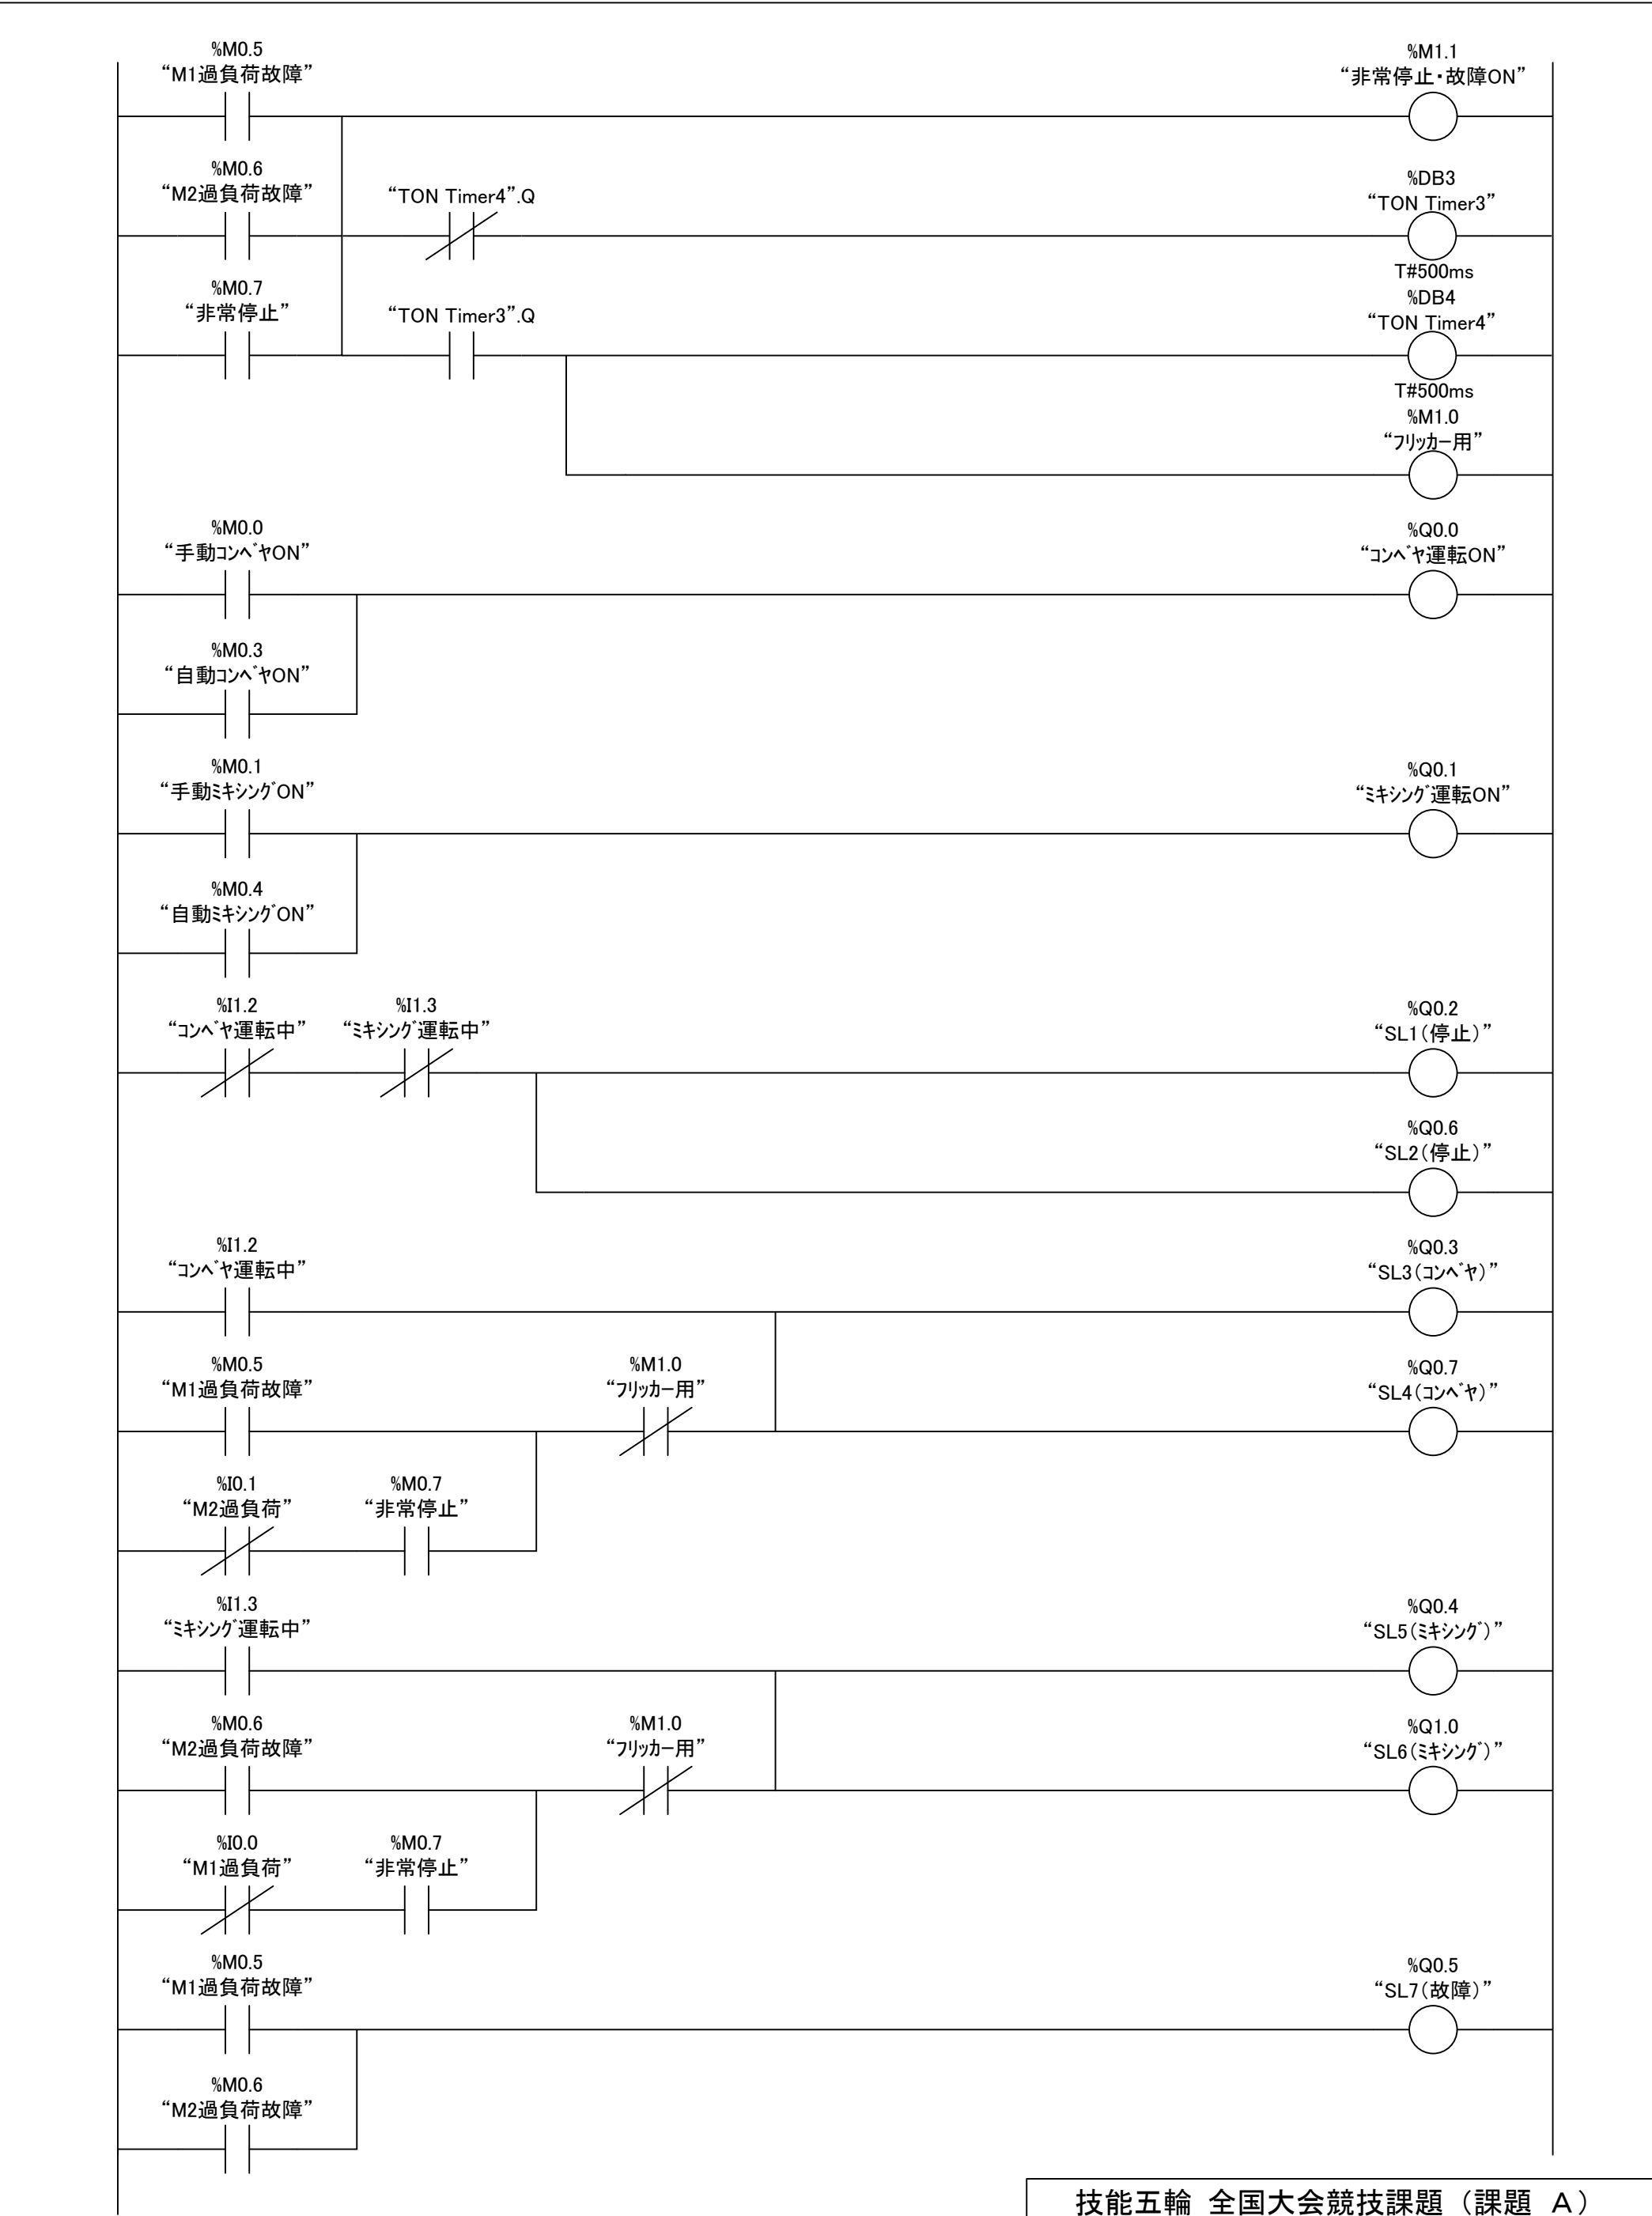 %M0.5
“M1過負荷故障”
%M1.1
“非常停止・故障ON”
%M0.6
“M2過負荷故障”
“TON Timer4”.Q
%DB3
“TON Timer3”
T#500ms
%M0.7
“非常停止”
“TON Timer3”.Q
%DB4
“TON Timer4”
T#500ms
%M1.0
“フリッカー用”
%M0.0
“手動コンベヤON”
%Q0.0
“コンベヤ運転ON”
%M0.3
“自動コンベヤON”
%M0.1
“手動ミキシングON”
%Q0.1
“ミキシング運転ON”
%M0.4
“自動ミキシングON”
%I1.2
“コンベヤ運転中”
%I1.3
“ミキシング運転中”
%Q0.2
“SL1（停止）”
%Q0.6
“SL2（停止）”
%I1.2
“コンベヤ運転中”
%Q0.3
“SL3（コンベヤ）”
%M0.5
“M1過負荷故障”
%M1.0
“フリッカー用”
%Q0.7
“SL4（コンベヤ）”
%I0.1
“M2過負荷”
%M0.7
“非常停止”
%I1.3
“ミキシング運転中”
%Q0.4
“SL5（ミキシング）”
%M0.6
“M2過負荷故障”
%M1.0
“フリッカー用”
%Q1.0
“SL6（ミキシング）”
%I0.0
“M1過負荷”
%M0.7
“非常停止”
%M0.5
“M1過負荷故障”
%Q0.5
“SL7（故障）”
%M0.6
“M2過負荷故障”
技能五輪 全国大会競技課題（課題 A）